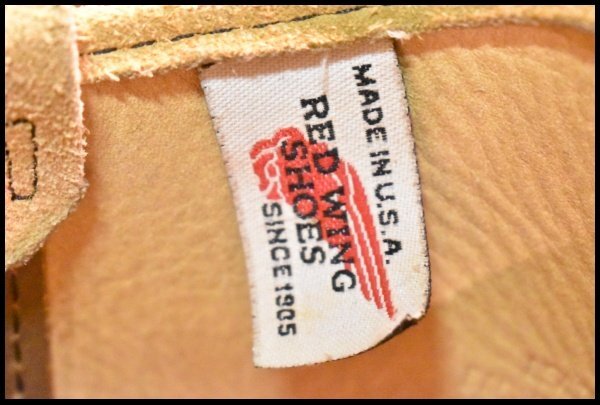 MADE IN U.S.A.
RED WING
SHOES
SINCE 1905